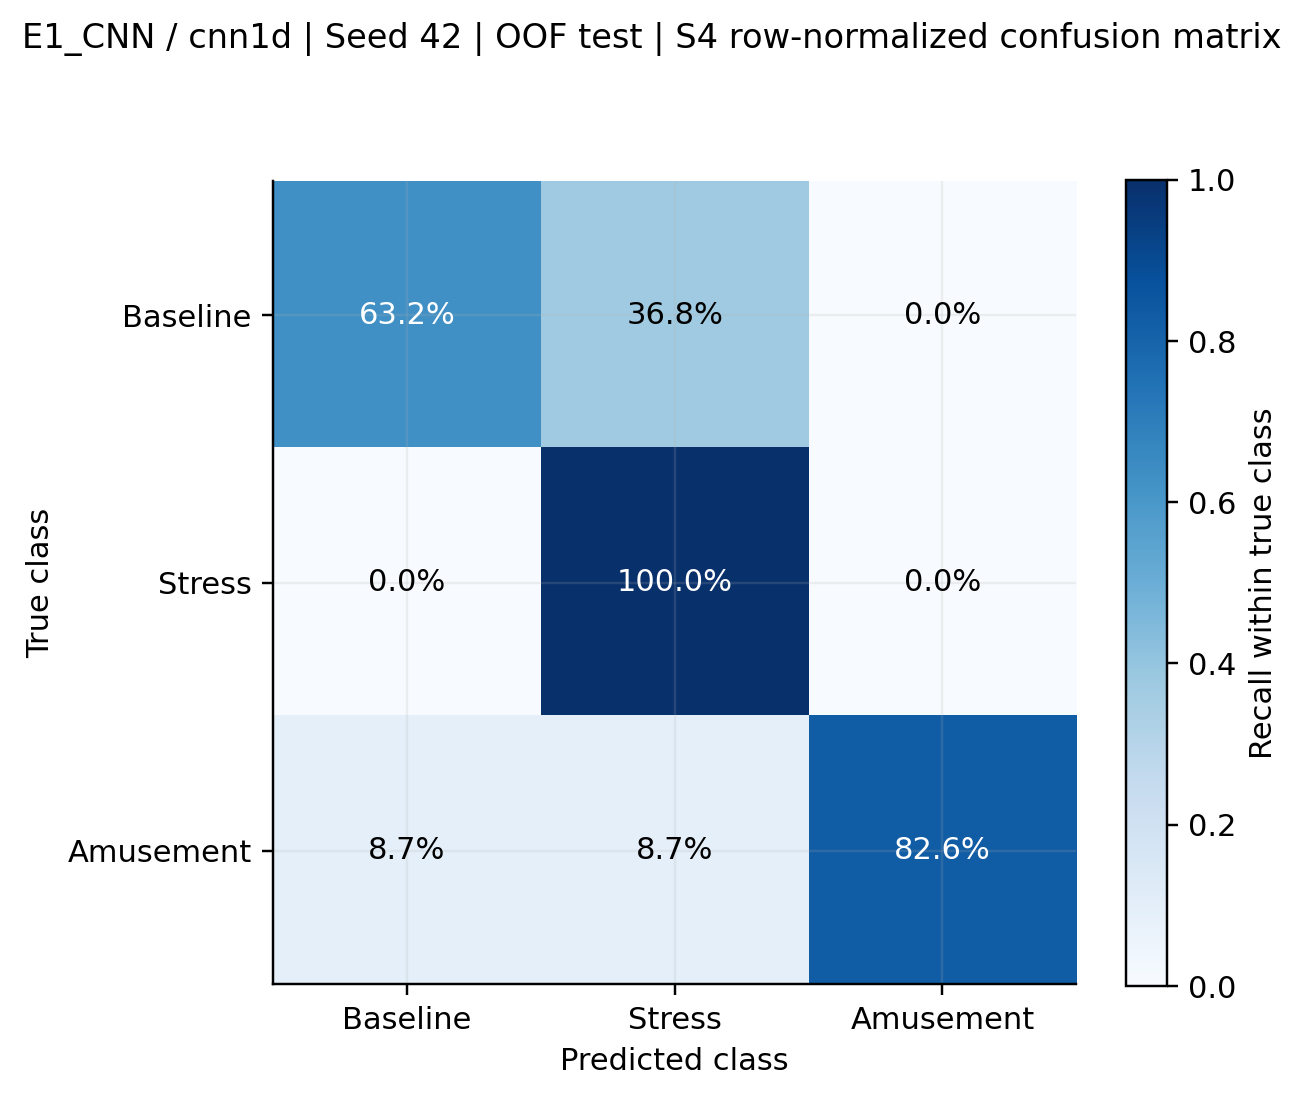 E1_CNN / cnn1d | Seed 42 | OOF test | S4 row-normalized confusion matrix
Baseline
63.2%
36.8%
0.0%
Stress
0.0%
100.0%
0.0%
Amusement
8.7%
8.7%
82.6%
Baseline
Stress
Amusement
Predicted class
True class
1.0
0.8
0.6
0.4
0.2
0.0
Recall within true class